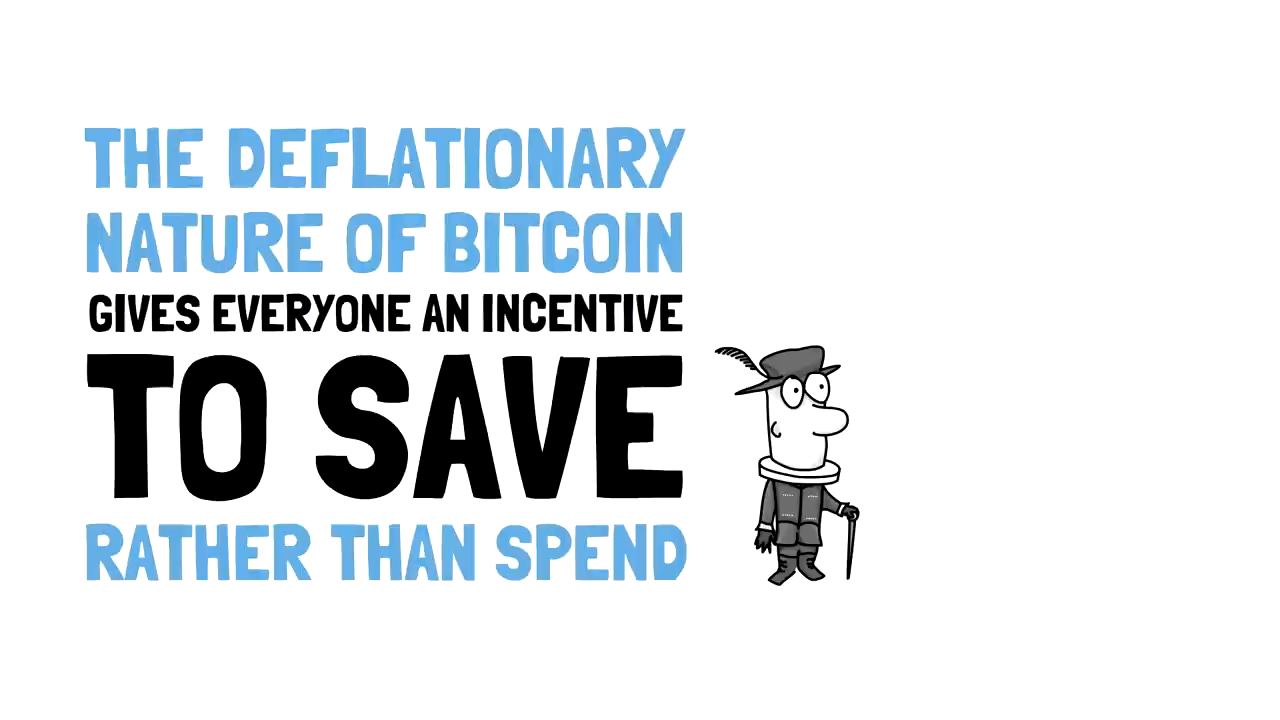 THE DEFLATIONARY
NATURE OF BITCOIN
GIVES EVERYONE AN INCENTIVE
TO SAVE
RATHER THAN SPEND